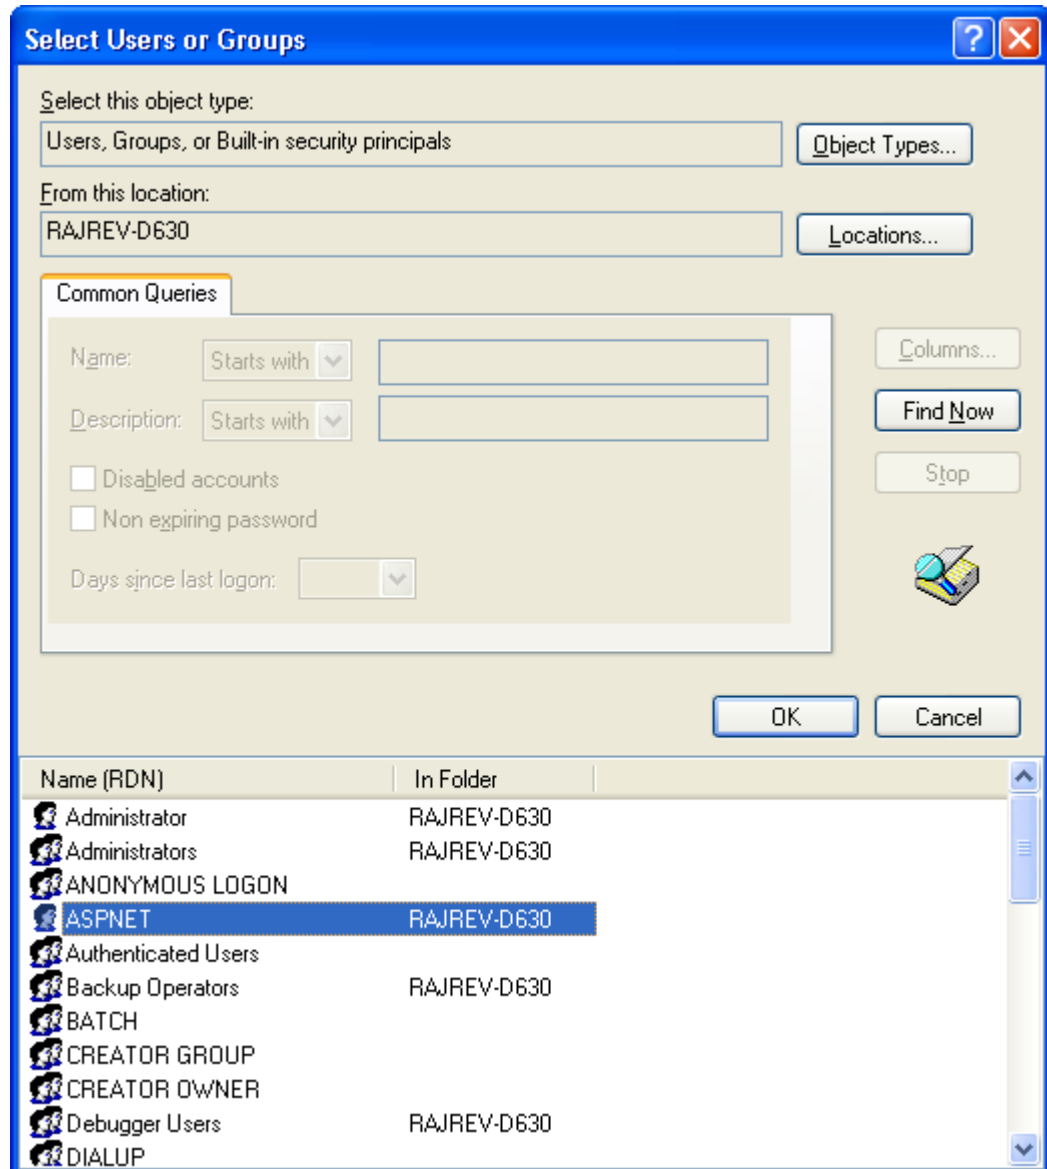 Select Users or Groups
Select this object type:
Users, Groups, or Built-in security principals
Object Types...
From this location:
RAJREV-D630
Locations...
Common Queries
Name: Starts with
Columns...
Description: Starts with
Find Now
Disabled accounts
Stop
Non expiring password
Days since last logon:
OK Cancel
Name (RDN) In Folder
Administrator RAJREV-D630
Administrators RAJREV-D630
ANONYMOUS LOGON
ASPNET RAJREV-D630
Authenticated Users
Backup Operators RAJREV-D630
BATCH
CREATOR GROUP
CREATOR OWNER
Debugger Users RAJREV-D630
DIALUP